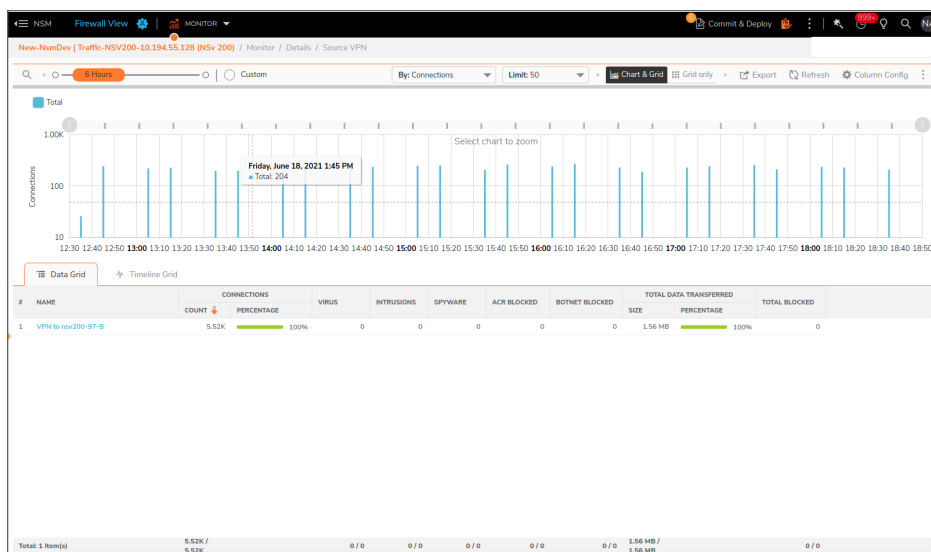 NSM Firewall View MONITOR Commit & Deploy 999+ NA
New-NsmDev | Traffic-NSV200-10.194.55.128 (NSv 200) / Monitor / Details / Source VPN
6 Hours Custom By: Connections Limit: 50 Chart & Grid Grid only Export Refresh Column Config
Total
Select chart to zoom
1.00K
100
10
Connections
Friday, June 18, 2021 1:45 PM
Total: 204
12:30 12:40 12:50 13:00 13:10 13:20 13:30 13:40 13:50 14:00 14:10 14:20 14:30 14:40 14:50 15:00 15:10 15:20 15:30 15:40 15:50 16:00 16:10 16:20 16:30 16:40 16:50 17:00 17:10 17:20 17:30 17:40 17:50 18:00 18:10 18:20 18:30 18:40 18:50
Data Grid Timeline Grid
# NAME CONNECTIONS VIRUS INTRUSIONS SPYWARE ACR BLOCKED BOTNET BLOCKED TOTAL DATA TRANSFERRED TOTAL BLOCKED
COUNT PERCENTAGE SIZE PERCENTAGE
1 VPN to nsv200-97-B 5.52K 100% 0 0 0 0 0 1.56 MB 100% 0
Total: 1 Item(s) 5.52K / 5.52K 0 / 0 0 / 0 0 / 0 0 / 0 0 / 0 1.56 MB / 1.56 MB 0 / 0